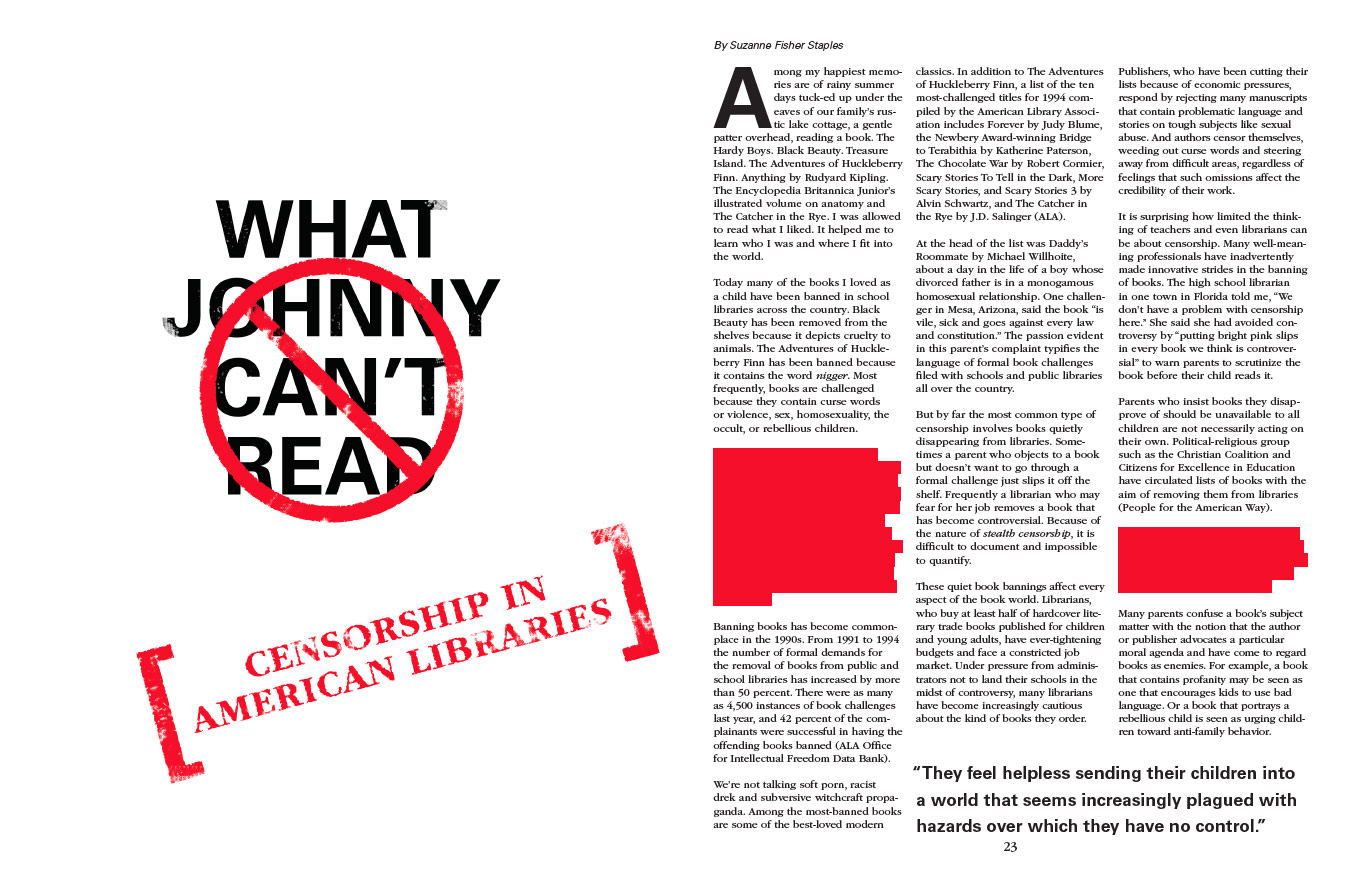 WHAT
JOHNNY
CAN'T
READ
CENSORSHIP IN
AMERICAN LIBRARIES
By Suzanne Fisher Staples
Among my happiest memo-
ries are of rainy summer
days tuck-ed up under the
eaves of our family's rus-
tic lake cottage, a gentle
patter overhead, reading a book. The
Hardy Boys. Black Beauty. Treasure
Island. The Adventures of Huckleberry
Finn. Anything by Rudyard Kipling.
The Encyclopedia Britannica Junior's
illustrated volume on anatomy and
The Catcher in the Rye. I was allowed
to read what I liked. It helped me to
learn who I was and where I fit into
the world.
Today many of the books I loved as
a child have been banned in school
libraries across the country. Black
Beauty has been removed from the
shelves because it depicts cruelty to
animals. The Adventures of Huckle-
berry Finn has been banned because
it contains the word nigger. Most
frequently, books are challenged
because they contain curse words
or violence, sex, homosexuality, the
occult, or rebellious children.
Banning books has become common-
place in the 1990s. From 1991 to 1994
the number of formal demands for
the removal of books from public and
school libraries has increased by more
than 50 percent. There were as many
as 4,500 instances of book challenges
last year, and 42 percent of the com-
plainants were successful in having the
offending books banned (ALA Office
for Intellectual Freedom Data Bank).
We're not talking soft porn, racist
drek and subversive witchcraft propa-
ganda. Among the most-banned books
are some of the best-loved modern
classics. In addition to The Adventures
of Huckleberry Finn, a list of the ten
most-challenged titles for 1994 com-
piled by the American Library Associ-
ation includes Forever by Judy Blume,
the Newbery Award-winning Bridge
to Terabithia by Katherine Paterson,
The Chocolate War by Robert Cormier,
Scary Stories To Tell in the Dark, More
Scary Stories, and Scary Stories 3 by
Alvin Schwartz, and The Catcher in
the Rye by J.D. Salinger (ALA).
At the head of the list was Daddy's
Roommate by Michael Willhoite,
about a day in the life of a boy whose
divorced father is in a monogamous
homosexual relationship. One challen-
ger in Mesa, Arizona, said the book "is
vile, sick and goes against every law
and constitution." The passion evident
in this parent's complaint typifies the
language of formal book challenges
filed with schools and public libraries
all over the country.
But by far the most common type of
censorship involves books quietly
disappearing from libraries. Some-
times a parent who objects to a book
but doesn't want to go through a
formal challenge just slips it off the
shelf. Frequently a librarian who may
fear for her job removes a book that
has become controversial. Because of
the nature of stealth censorship, it is
difficult to document and impossible
to quantify.
These quiet book bannings affect every
aspect of the book world. Librarians,
who buy at least half of hardcover lite-
rary trade books published for children
and young adults, have ever-tightening
budgets and face a constricted job
market. Under pressure from adminis-
trators not to land their schools in the
midst of controversy, many librarians
have become increasingly cautious
about the kind of books they order.
Publishers, who have been cutting their
lists because of economic pressures,
respond by rejecting many manuscripts
that contain problematic language and
stories on tough subjects like sexual
abuse. And authors censor themselves,
weeding out curse words and steering
away from difficult areas, regardless of
feelings that such omissions affect the
credibility of their work.
It is surprising how limited the think-
ing of teachers and even librarians can
be about censorship. Many well-mean-
ing professionals have inadvertently
made innovative strides in the banning
of books. The high school librarian
in one town in Florida told me, "We
don't have a problem with censorship
here." She said she had avoided con-
troversy by "putting bright pink slips
in every book we think is controver-
sial" to warn parents to scrutinize the
book before their child reads it.
Parents who insist books they disap-
prove of should be unavailable to all
children are not necessarily acting on
their own. Political-religious group
such as the Christian Coalition and
Citizens for Excellence in Education
have circulated lists of books with the
aim of removing them from libraries
(People for the American Way).
Many parents confuse a book's subject
matter with the notion that the author
or publisher advocates a particular
moral agenda and have come to regard
books as enemies. For example, a book
that contains profanity may be seen as
one that encourages kids to use bad
language. Or a book that portrays a
rebellious child is seen as urging child-
ren toward anti-family behavior.
"They feel helpless sending their children into
a world that seems increasingly plagued with
hazards over which they have no control."
23